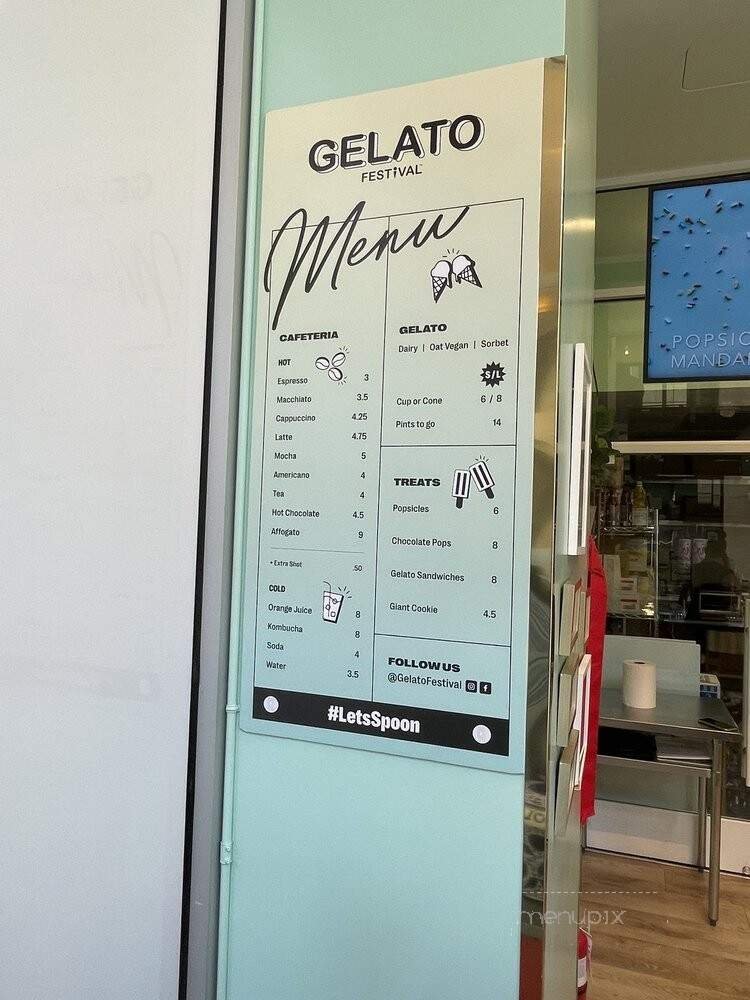 GELATO
FESTiVAL
Menu
CAFETERIA
HOT
Espresso 3
Macchiato 3.5
Cappuccino 4.25
Latte 4.75
Mocha 5
Americano 4
Tea 4
Hot Chocolate 4.5
Affogato 9
+ Extra Shot .50
COLD
Orange Juice 8
Kombucha 8
Soda 4
Water 3.5
GELATO
Dairy | Oat Vegan | Sorbet
S/L
Cup or Cone 6 / 8
Pints to go 14
TREATS
Popsicles 6
Chocolate Pops 8
Gelato Sandwiches 8
Giant Cookie 4.5
FOLLOW US
@GelatoFestival
#LetsSpoon
POPSIC
MANDA
menupix